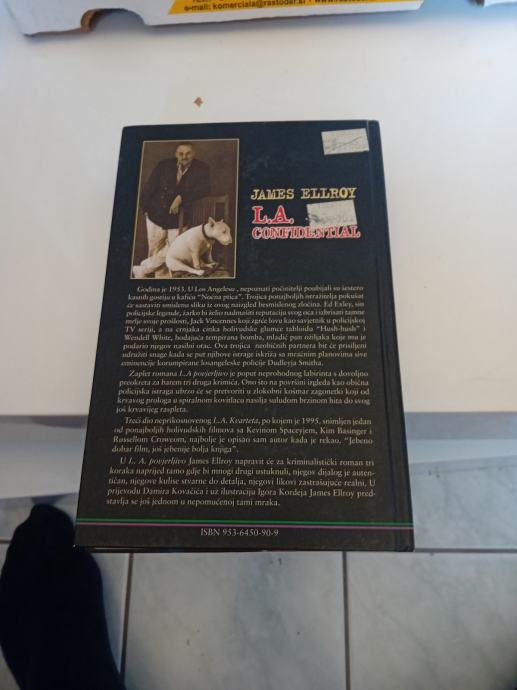 e-mail: komerciala@rastoder.si
JAMES ELLROY
L.A.
CONFIDENTIAL
Godina je 1953. U Los Angelesu , nepoznati počinitelji poubijali su šestero
kasnih gostiju u kafiću "Noćna ptica". Trojica ponajboljih istražitelja pokušat
će sastaviti smislenu sliku iz ovog naizgled besmislenog zločina. Ed Exley, sin
policijske legende, žarko bi želio nadmašiti reputaciju svog oca i izbrisati tamne
mrlje svoje prošlosti, Jack Vincennes koji zgrće lovu kao savjetnik u policijskoj
TV seriji, a na crnjaka cinka holivudske glumce tabloidu "Hush-hush" i
Wendell White, hodajuća tempirana bomba, mladić pun ožiljaka koje mu je
podario njegov nasilni otac. Ova trojica neobičnih partnera bit će prisiljeni
udružiti snage kada se put njihove istrage iskriža sa mračnim planovima sive
eminencije korumpirane losangeleske policije Dudleyja Smitha.
Zaplet romana L.A povjerljivo je poput neprohodnog labirinta s dovoljno
preokreta za barem tri druga krimića. Ono što na površini izgleda kao obična
policijska istraga ubrzo će se pretvoriti u zlokobni košmar zagonetki koji od
krvavog prologa u spiralnom kovitlacu nasilja suludom brzinom hita do svog
još krvavijeg raspleta.
Treći dio neprikosnovenog L.A. Kvarteta, po kojem je 1995. snimljen jedan
od ponajboljih holivudskih filmova sa Kevinom Spaceyjem, Kim Basinger i
Russellom Croweom, najbolje je opisao sam autor kada je rekao. "Jebeno
dobar film, još jebenije bolja knjiga".
U L. A. povjerljivo James Ellroy napravit će za kriminalistički roman tri
koraka naprijed tamo gdje bi mnogi drugi ustuknuli, njegov dijalog je auten-
tičan, njegove kulise stvarne do detalja, njegovi likovi zastrašujuće realni. U
prijevodu Damira Kovačića i uz ilustraciju Igora Kordeja James Ellroy pred-
stavlja se još jednom u nepomućenoj tami mraka.
ISBN 953-6450-90-9